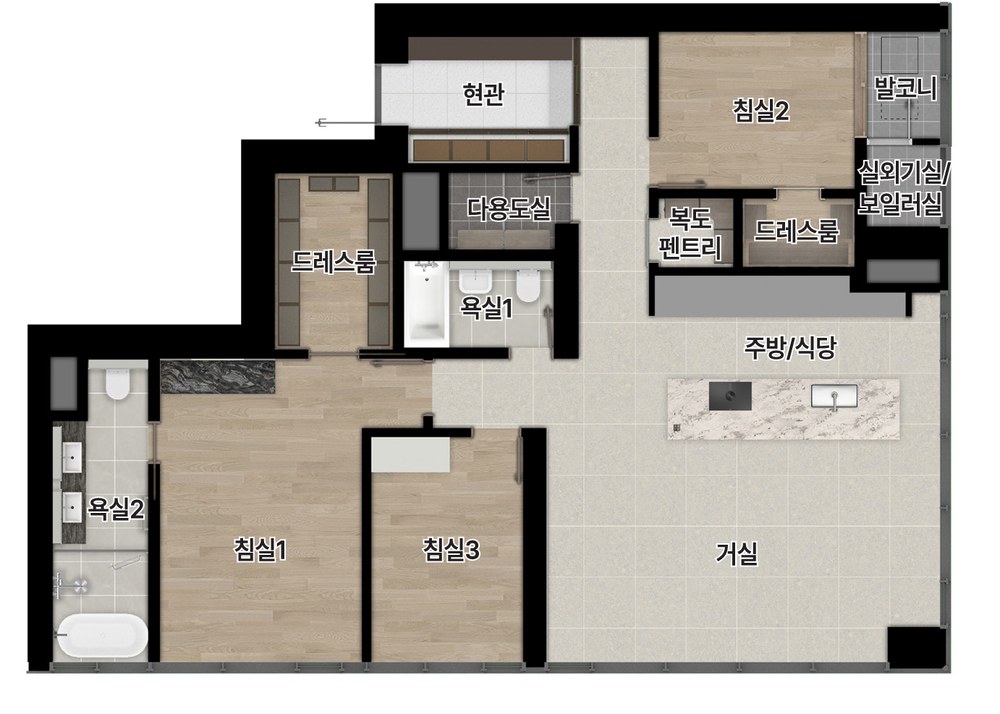 현관
침실2
발코니
실외기실/
보일러실
다용도실
복도
펜트리
드레스룸
드레스룸
욕실1
주방/식당
욕실2
침실1
침실3
거실